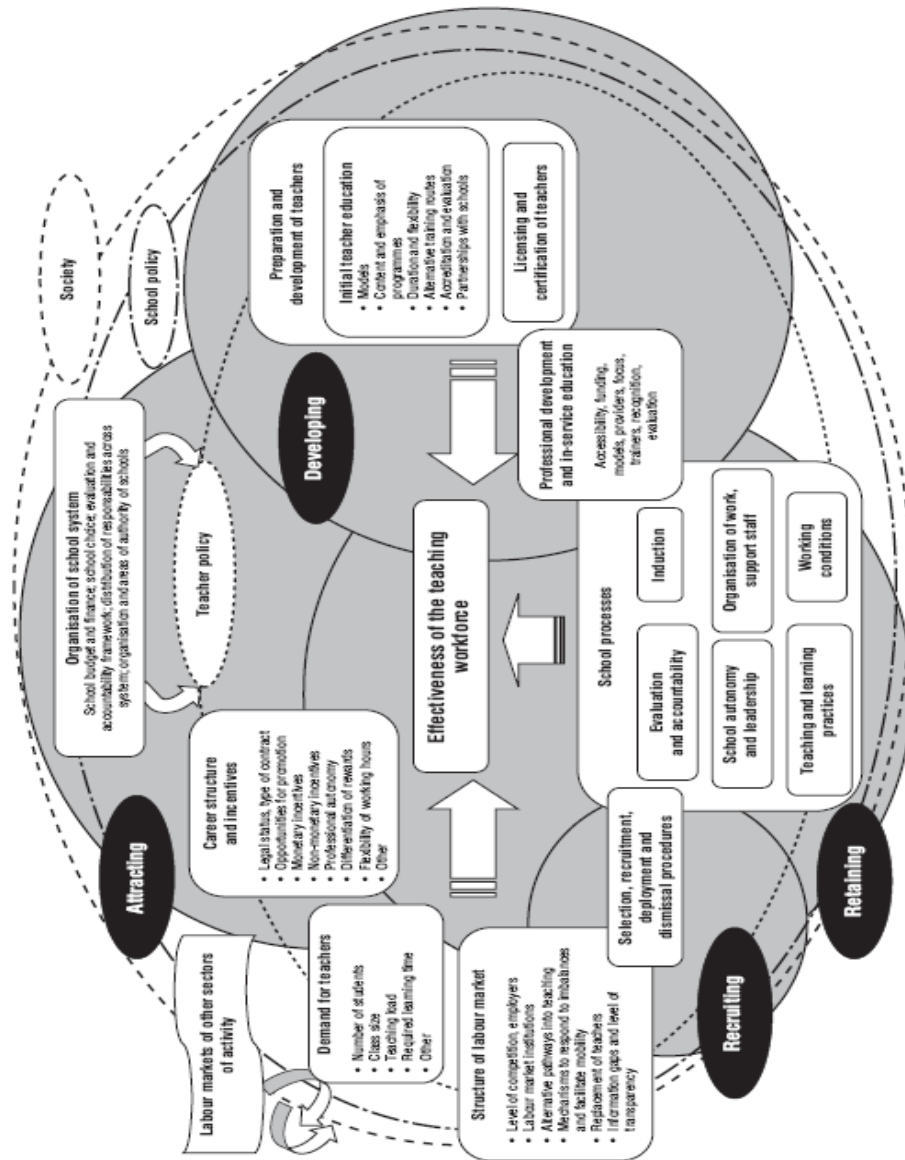 Society
School policy
Organisation of school system
School budget and finance; school choice; evaluation and
accountability framework; distribution of responsabilities across
system; organisation and areas of authority of schools
Teacher policy
Attracting
Labour markets of other sectors
of activity
Career structure
and incentives
• Legal status, type of contract
• Opportunities for promotion
• Monetary incentives
• Non-monetary incentives
• Professional autonomy
• Differentiation of rewards
• Flexibility of working hours
• Other
Developing
Preparation and
development of teachers
Initial teacher education
• Models
• Content and emphasis of
programmes
• Duration and flexibility
• Alternative training routes
• Accreditation and evaluation
• Partnerships with schools
Licensing and
certification of teachers
Demand for teachers
• Number of students
• Class size
• Teaching load
• Required learning time
• Other
Effectiveness of the teaching
workforce
Professional development
and in-service education
Accessibility, funding,
models, providers, focus,
trainers, recognition,
evaluation
Structure of labour market
• Level of competition, employers
• Labour market institutions
• Alternative pathways into teaching
• Mechanisms to respond to imbalances
and facilitate mobility
• Replacement of teachers
• Information gaps and level of
transparency
Selection, recruitment,
deployment and
dismissal procedures
School processes
Evaluation
and accountability
Induction
School autonomy
and leadership
Organisation of work,
support staff
Teaching and learning
practices
Working
conditions
Recruiting
Retaining